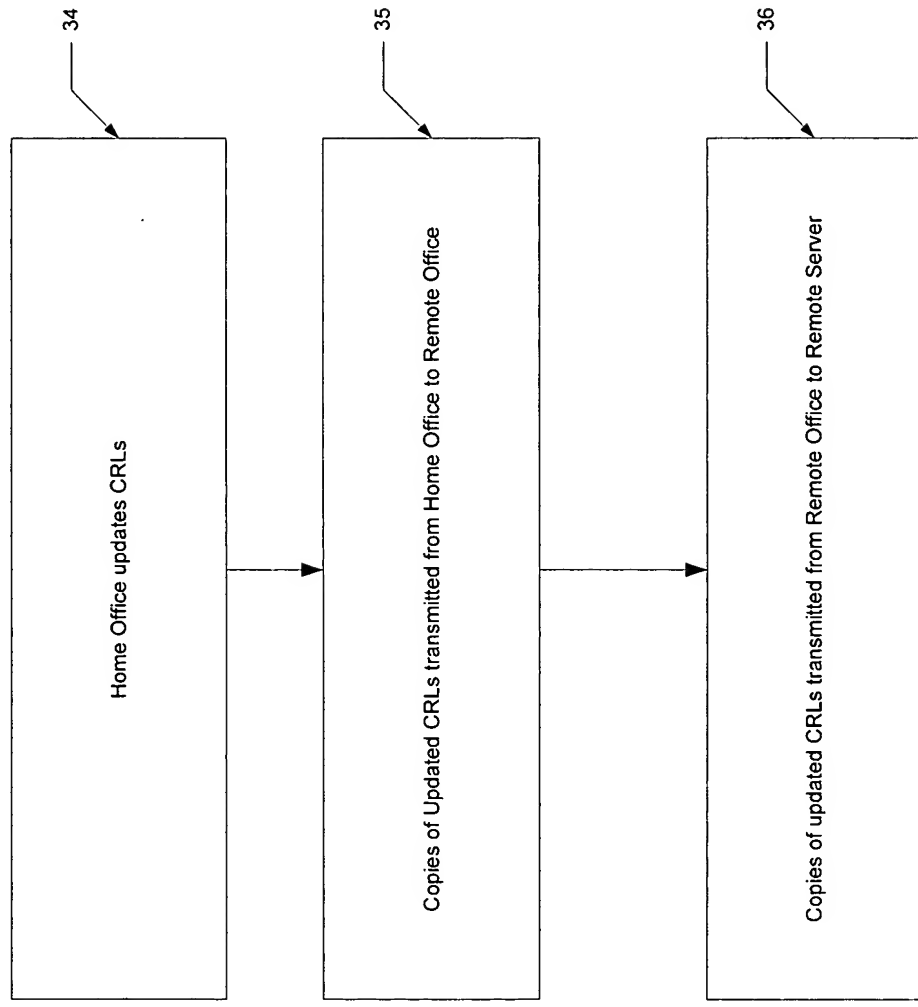 34
Home Office updates CRLs
35
Copies of Updated CRLs transmitted from Home Office to Remote Office
36
Copies of updated CRLs transmitted from Remote Office to Remote Server